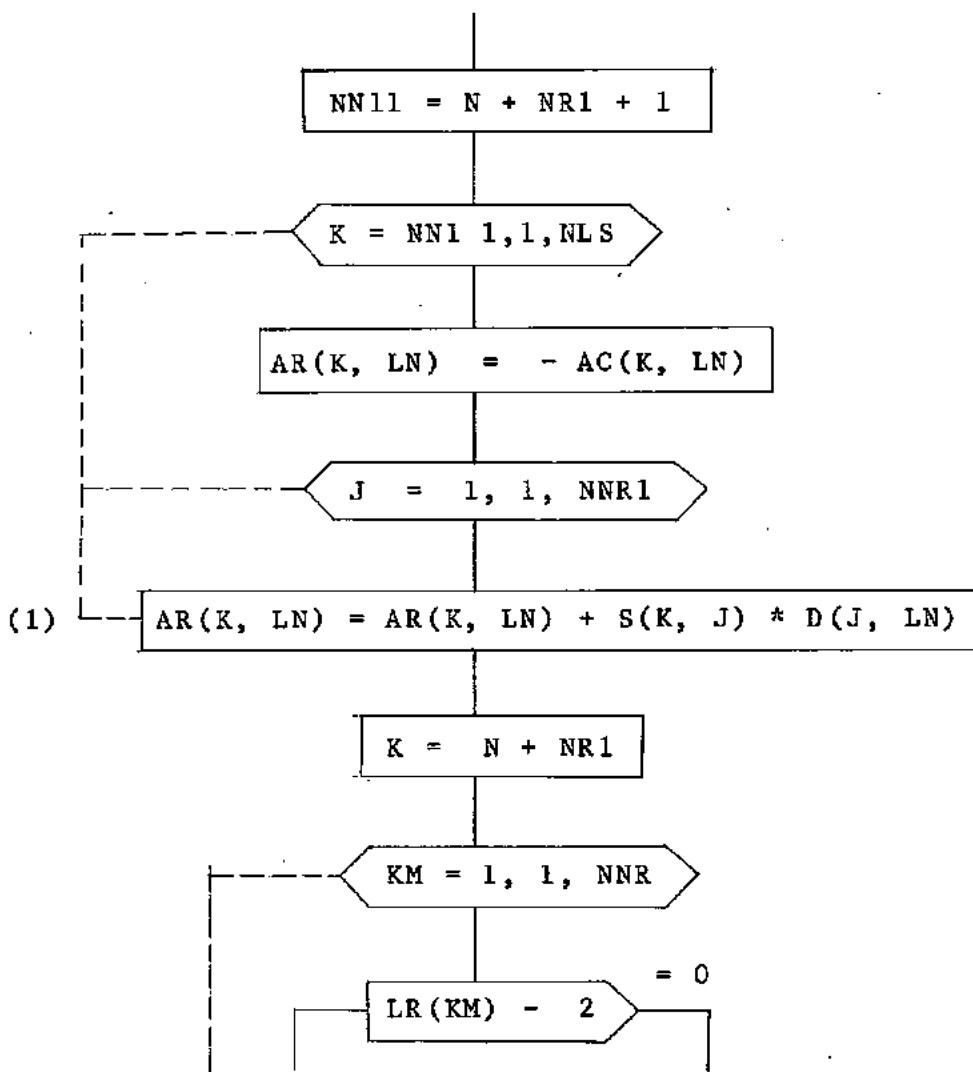 NN11 = N + NR1 + 1
K = NN1 1,1,NLS
AR(K, LN) = - AC(K, LN)
J = 1, 1, NNR1
(1) AR(K, LN) = AR(K, LN) + S(K, J) * D(J, LN)
K = N + NR1
KM = 1, 1, NNR
= 0
LR(KM) - 2